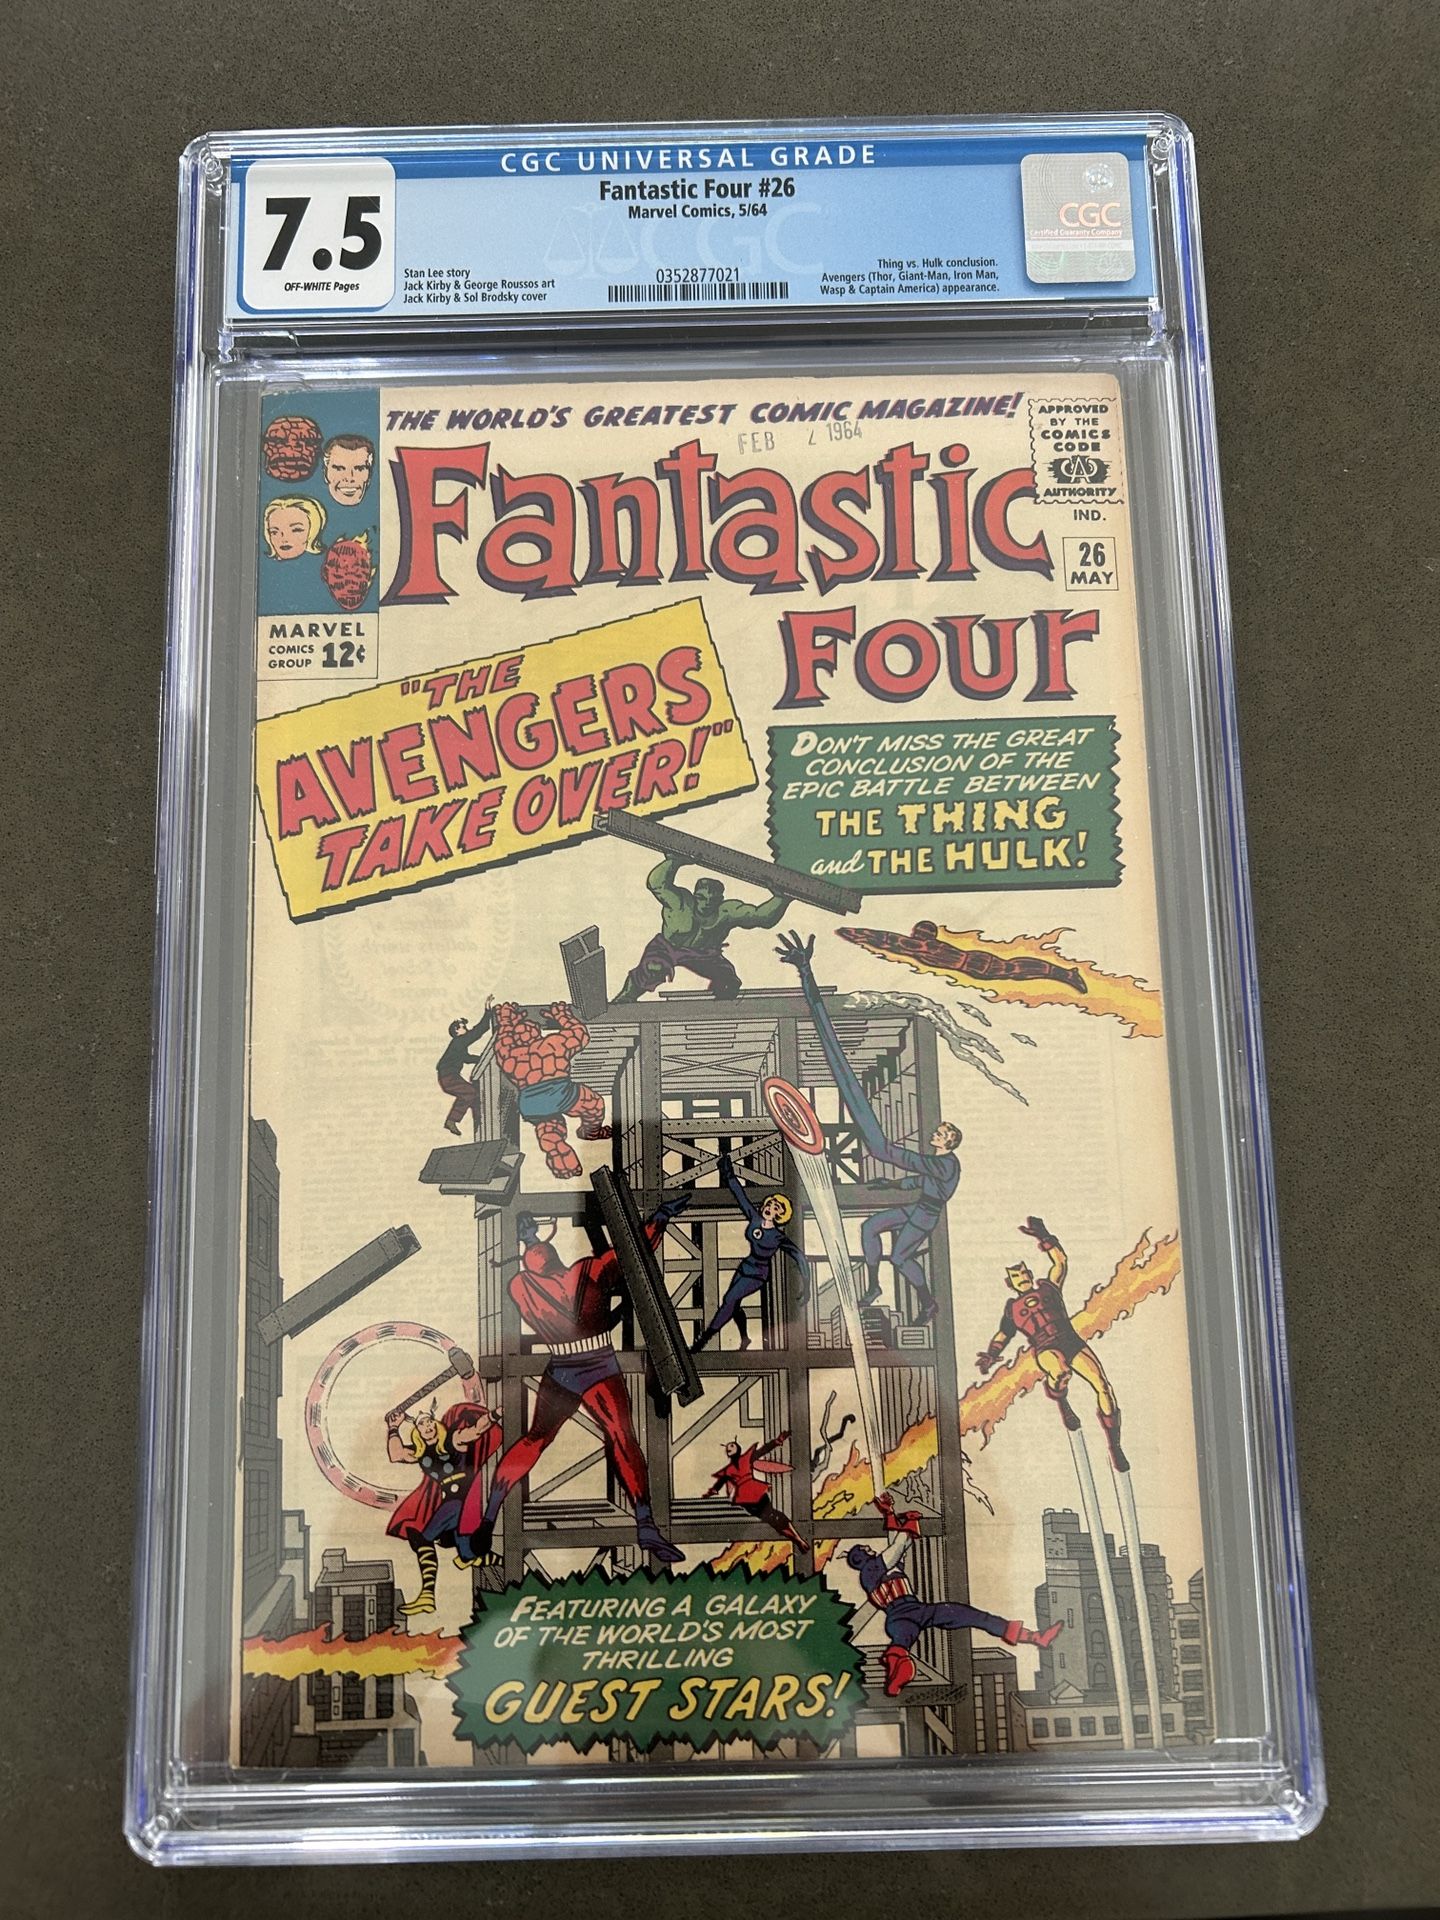 CGC UNIVERSAL GRADE
7.5
OFF-WHITE Pages
Fantastic Four #26
Marvel Comics, 5/64
Stan Lee story
Jack Kirby & George Roussos art
Jack Kirby & Sol Brodsky cover
0352877021
Thing vs. Hulk conclusion.
Avengers (Thor, Giant-Man, Iron Man,
Wasp & Captain America) appearance.
CGC
Certified Guaranty Company
THE WORLD'S GREATEST COMIC MAGAZINE!
FEB 1964
APPROVED
BY THE
COMICS
CODE
CA
AUTHORITY
IND.
Fantastic
Four
26
MAY
MARVEL
COMICS
GROUP
12¢
"THE
AVENGERS
TAKE OVER!"
DON'T MISS THE GREAT
CONCLUSION OF THE
EPIC BATTLE BETWEEN
THE THING
and THE HULK!
4
FEATURING A GALAXY
OF THE WORLD'S MOST
THRILLING
GUEST STARS!